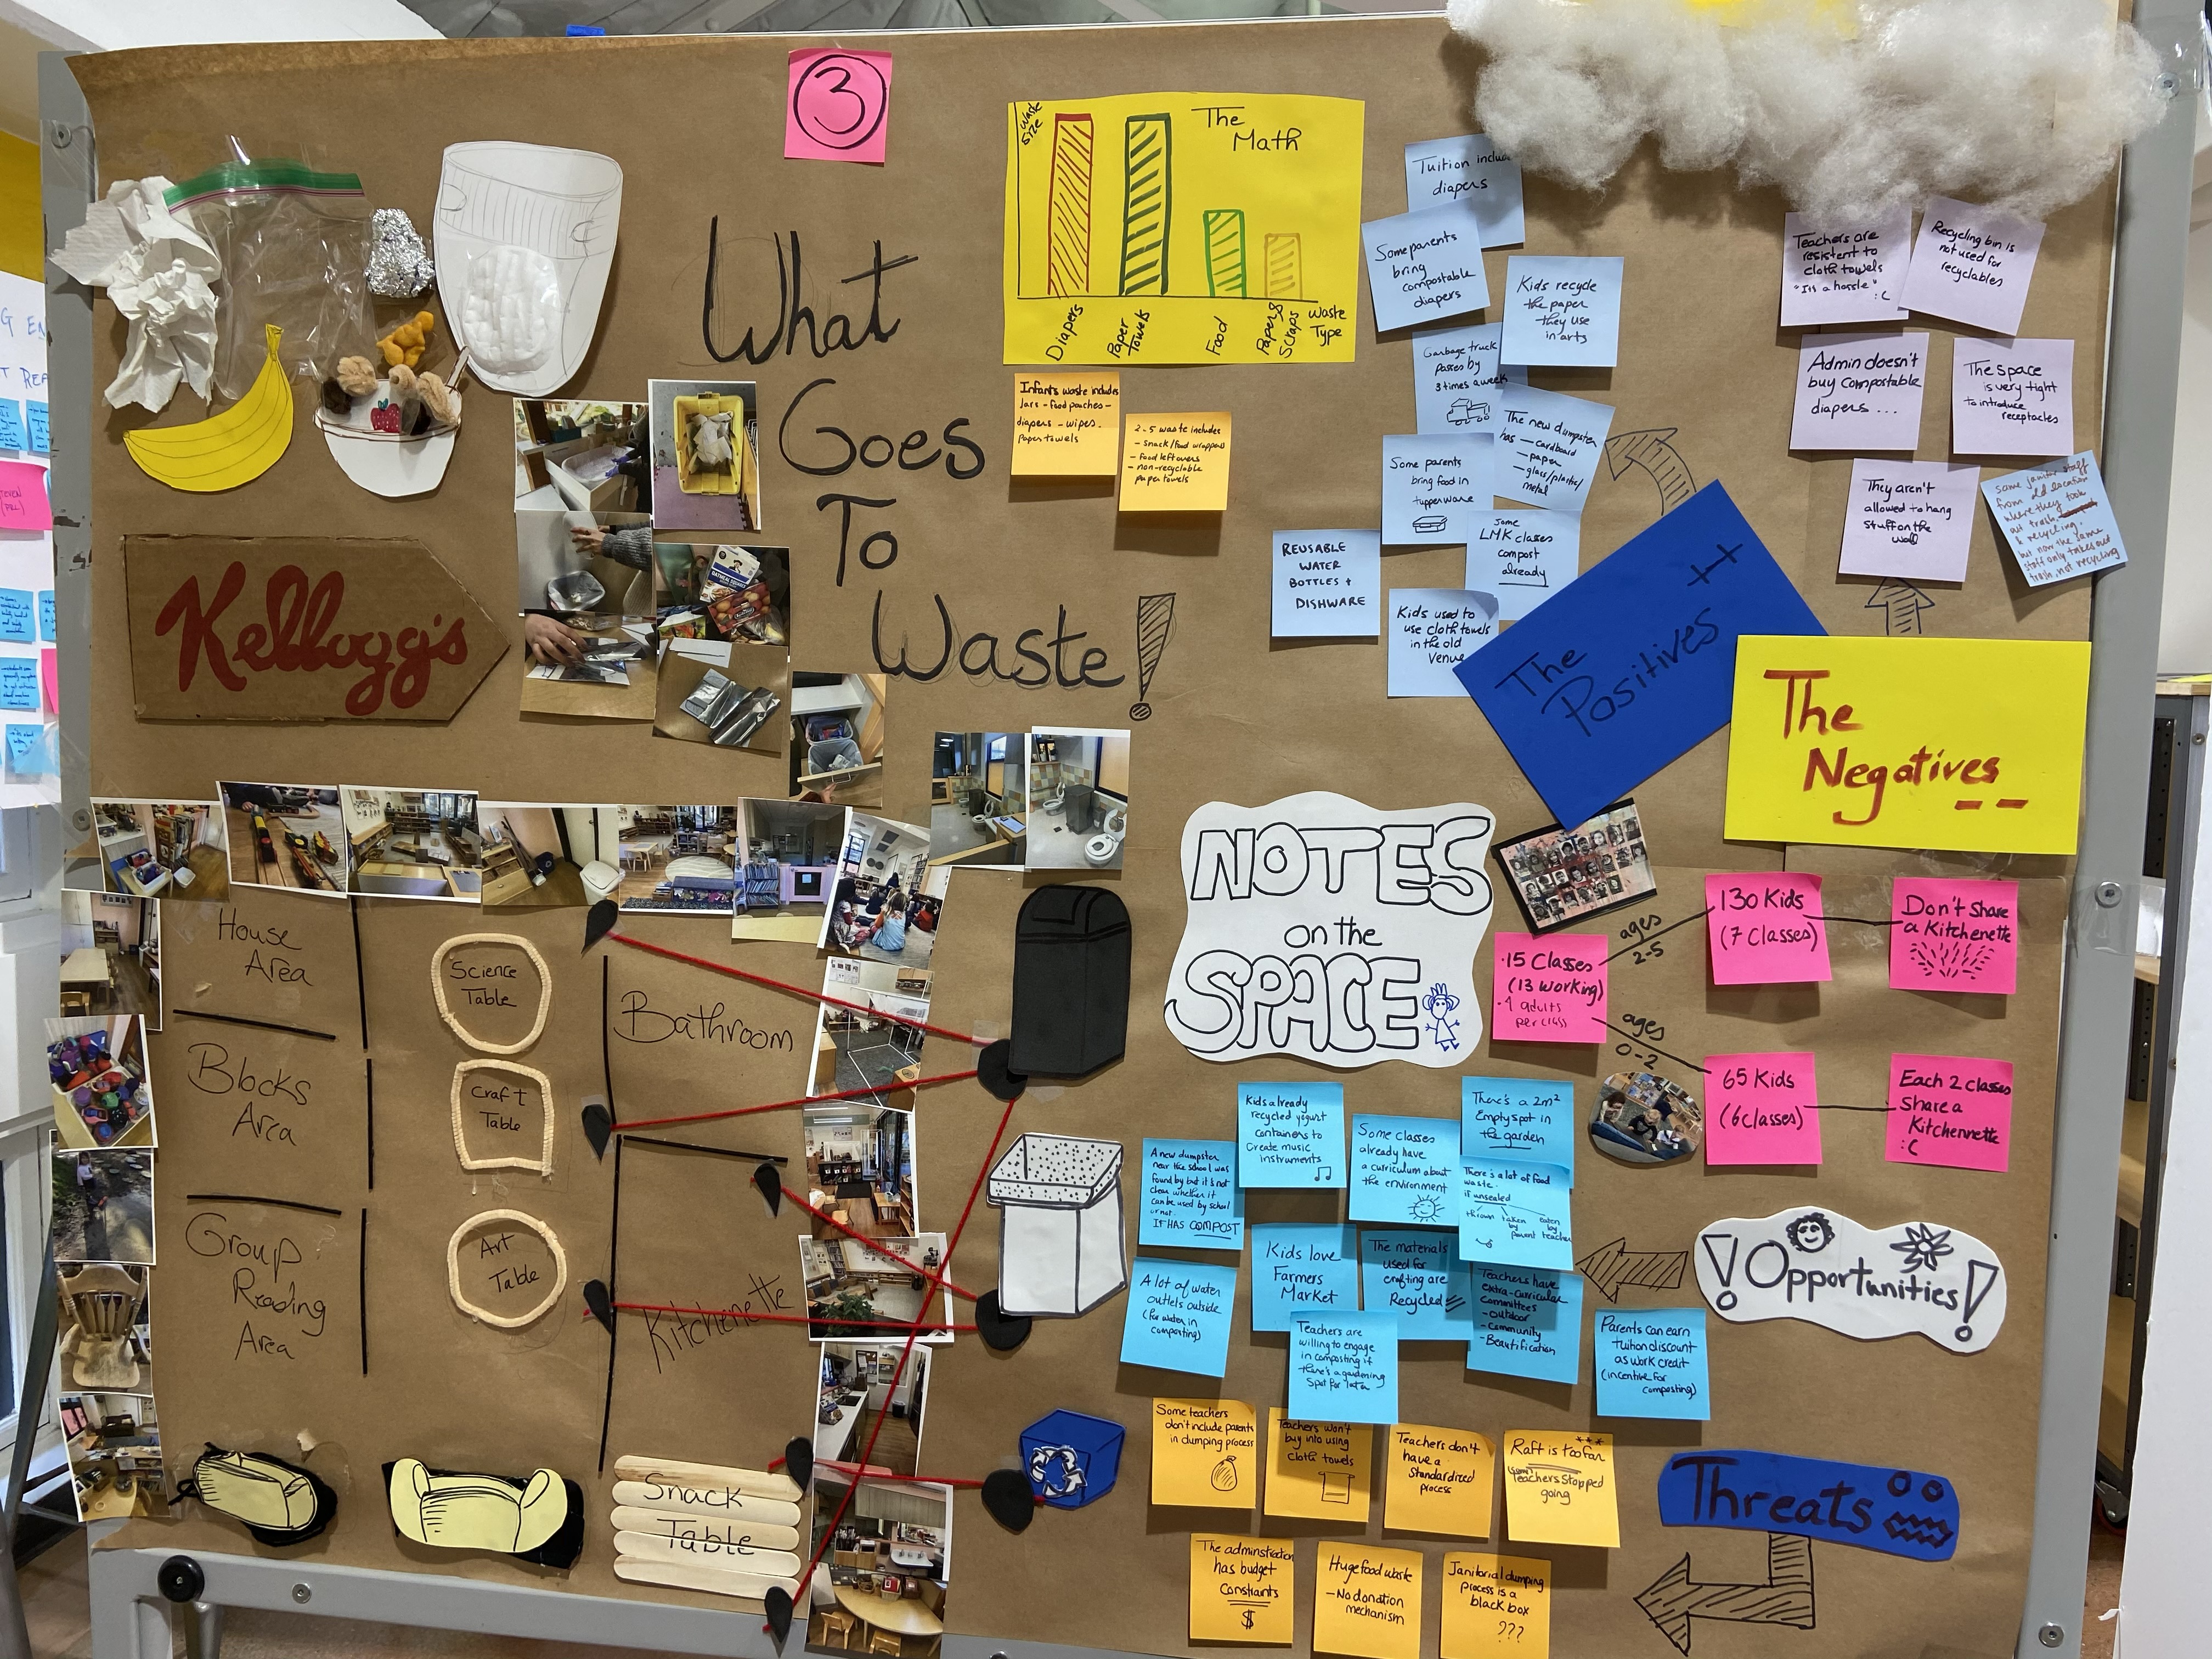 3
What
Goes
To
Waste!
Waste
Size
The
Math
Diapers
Paper
Towels
Food
Paper &
Scraps
Waste
Type
Infants waste includes
Jars - food pouches -
diapers - wipes.
paper towels
2-5 waste includes
- snack/food wrappers
- food leftovers
- non-recyclable
paper towels
Kellogg's
Tuition includ
diapers
Some parents
bring
compostable
diapers
Kids recycle
the paper
they use
in arts
Garbage truck
passes by
3 times a week
The new dumpster
has — cardboard
— paper
— glass/plastic/
metal
Some parents
bring food in
tupperware
some
LMK classes
compost
already
REUSABLE
WATER
BOTTLES +
DISHWARE
Kids used to
use cloth towels
in the old
Venue
The
Positives ++
Teachers are
resistent to
cloth towels
"Its a hassle"
:C
Recycling bin is
not used for
recyclables
Admin doesn't
buy compostable
diapers ...
The space
is very tight
to introduce
receptacles
They aren't
allowed to hang
stuff on the
wall
same janitor staff
from old location
where they took
out trash,
& recycling.
but now the same
staff only takes out
trash, not recycling
The
Negatives
--
NOTES
on the
SPACE
·15 Classes
(13 working)
·4 adults
per class
ages
2-5
130 Kids
(7 Classes)
Don't share
a Kitchenette
ages
0-2
65 Kids
(6 classes)
Each 2 classes
Share a
Kitchennette
:C
House
Area
Blocks
Area
Group
Reading
Area
Science
Table
Craft
Table
Art
Table
Bathroom
Kitchenette
Snack
Table
Kids already
recycled yogurt
containers to
Create music
instruments
There's a 2m²
Empty spot in
the garden
A new dumpster
near the school was
found by but it is not
clear whether it
can be used by school
or not.
IT HAS COMPOST
Some classes
already have
a curriculum about
the environment
There's a lot of food
waste.
if unsealed
thrown taken by parent eaten by teacher
Kids love
Farmers
Market
The materials
used for
crafting are
Recycled
Teachers have
extra-curricular
Committees
- Outdoor
- Community
- Beautification
A lot of water
outlets outside
(for water in
composting)
Teachers are
willing to engage
in composting if
there's a gardening
Spot for later
Parents can earn
tuition discount
as work credit
(incentive for
composting)
!Opportunities!
Some teachers
don't include parents
in dumping process
Teachers won't
buy into using
cloth towels
Teachers don't
have a
standardized
process
***
Raft is too far
(some)
Teachers stopped
going
The adminstration
has budget
Constraints
$
Huge food waste
- No donation
mechanism
Janitorial dumping
process is a
black box
???
Threats